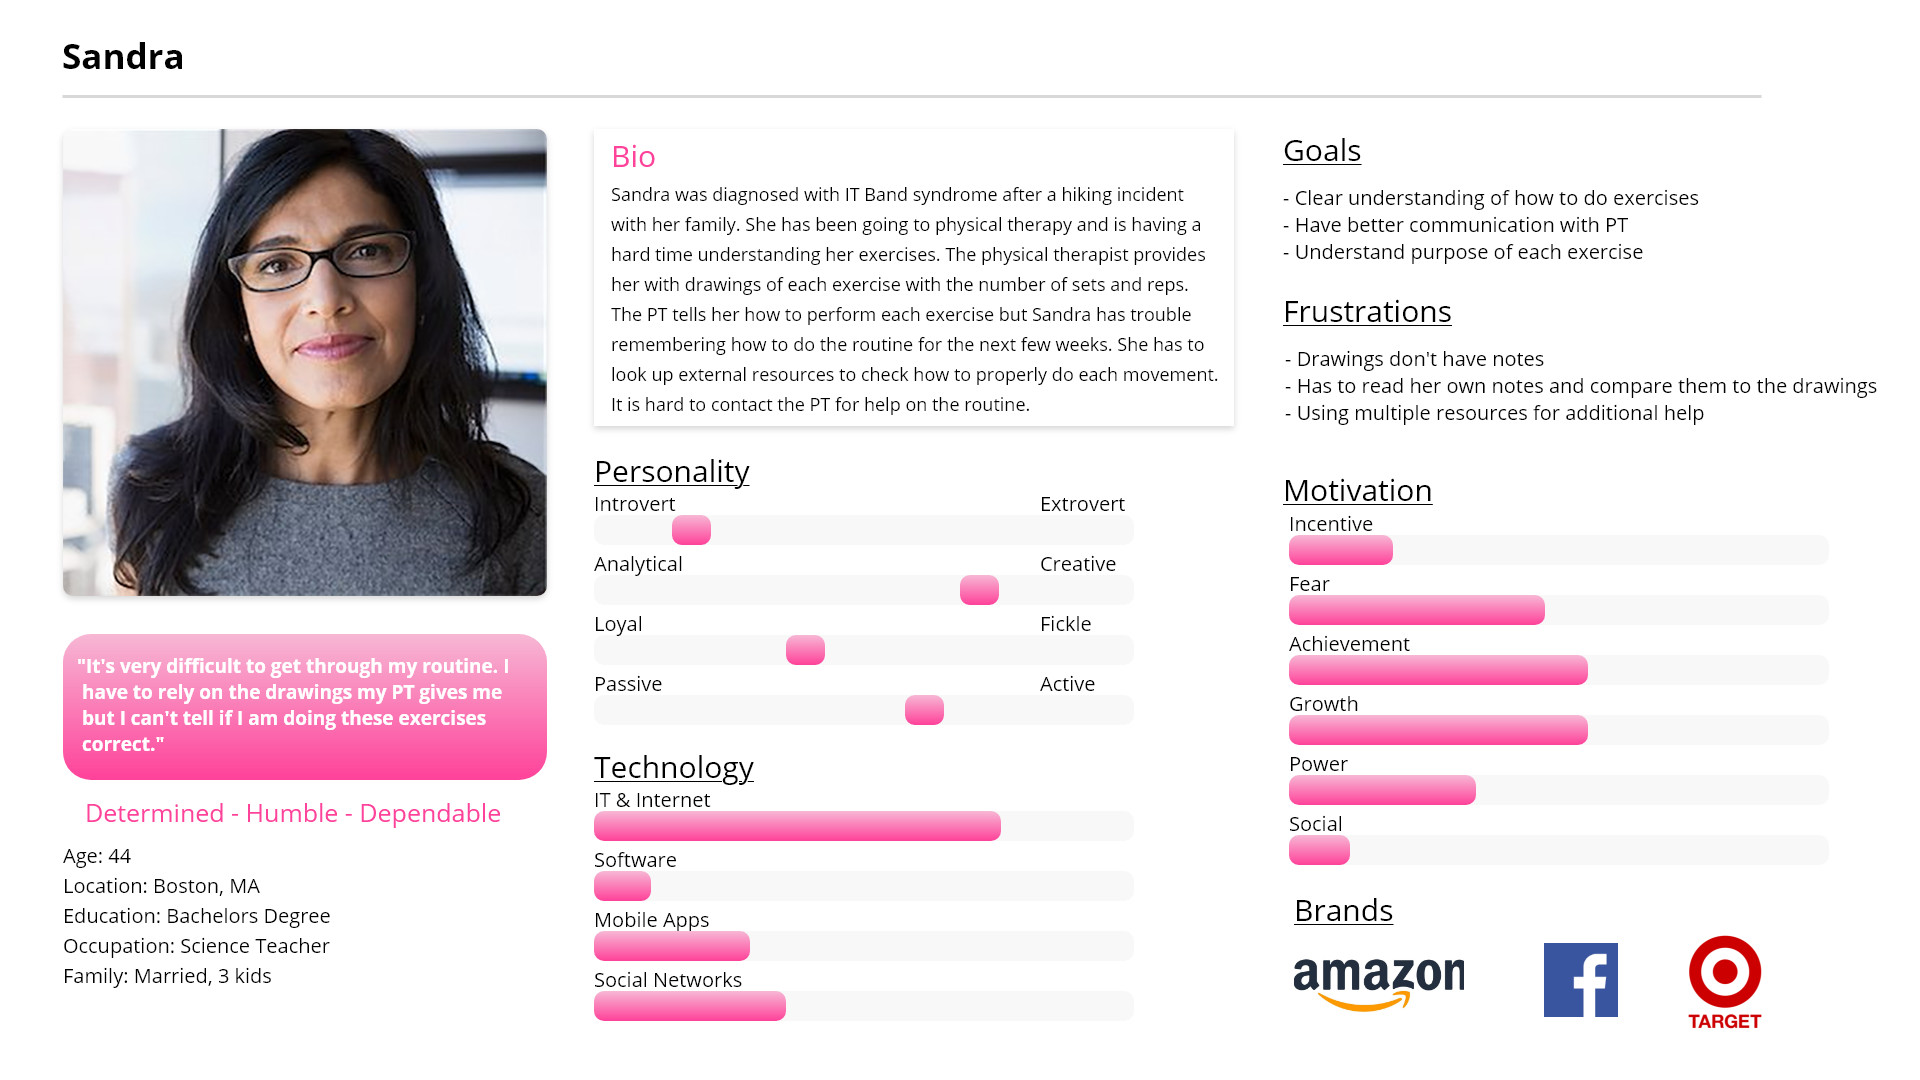 Sandra
"It's very difficult to get through my routine. I
have to rely on the drawings my PT gives me
but I can't tell if I am doing these exercises
correct."
Determined - Humble - Dependable
Age: 44
Location: Boston, MA
Education: Bachelors Degree
Occupation: Science Teacher
Family: Married, 3 kids
Bio
Sandra was diagnosed with IT Band syndrome after a hiking incident
with her family. She has been going to physical therapy and is having a
hard time understanding her exercises. The physical therapist provides
her with drawings of each exercise with the number of sets and reps.
The PT tells her how to perform each exercise but Sandra has trouble
remembering how to do the routine for the next few weeks. She has to
look up external resources to check how to properly do each movement.
It is hard to contact the PT for help on the routine.
Personality
Introvert Extrovert
Analytical Creative
Loyal Fickle
Passive Active
Technology
IT & Internet
Software
Mobile Apps
Social Networks
Goals
- Clear understanding of how to do exercises
- Have better communication with PT
- Understand purpose of each exercise
Frustrations
- Drawings don't have notes
- Has to read her own notes and compare them to the drawings
- Using multiple resources for additional help
Motivation
Incentive
Fear
Achievement
Growth
Power
Social
Brands
amazon
f
TARGET